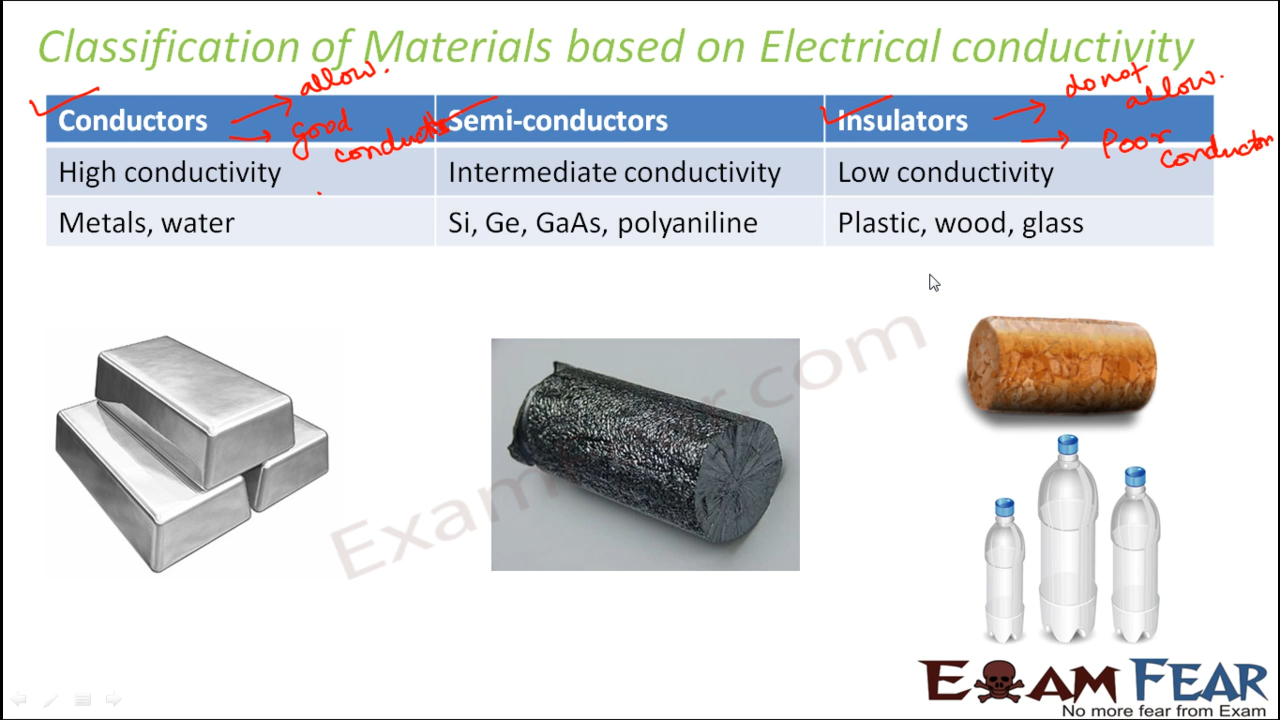 Classification of Materials based on Electrical conductivity
allow.
do not
allow.
Conductors
good
conductors
Semi-conductors
Insulators
Poor
conductor
High conductivity
Intermediate conductivity
Low conductivity
Metals, water
Si, Ge, GaAs, polyaniline
Plastic, wood, glass
ExamFear.com
EXAM FEAR
No more fear from Exam